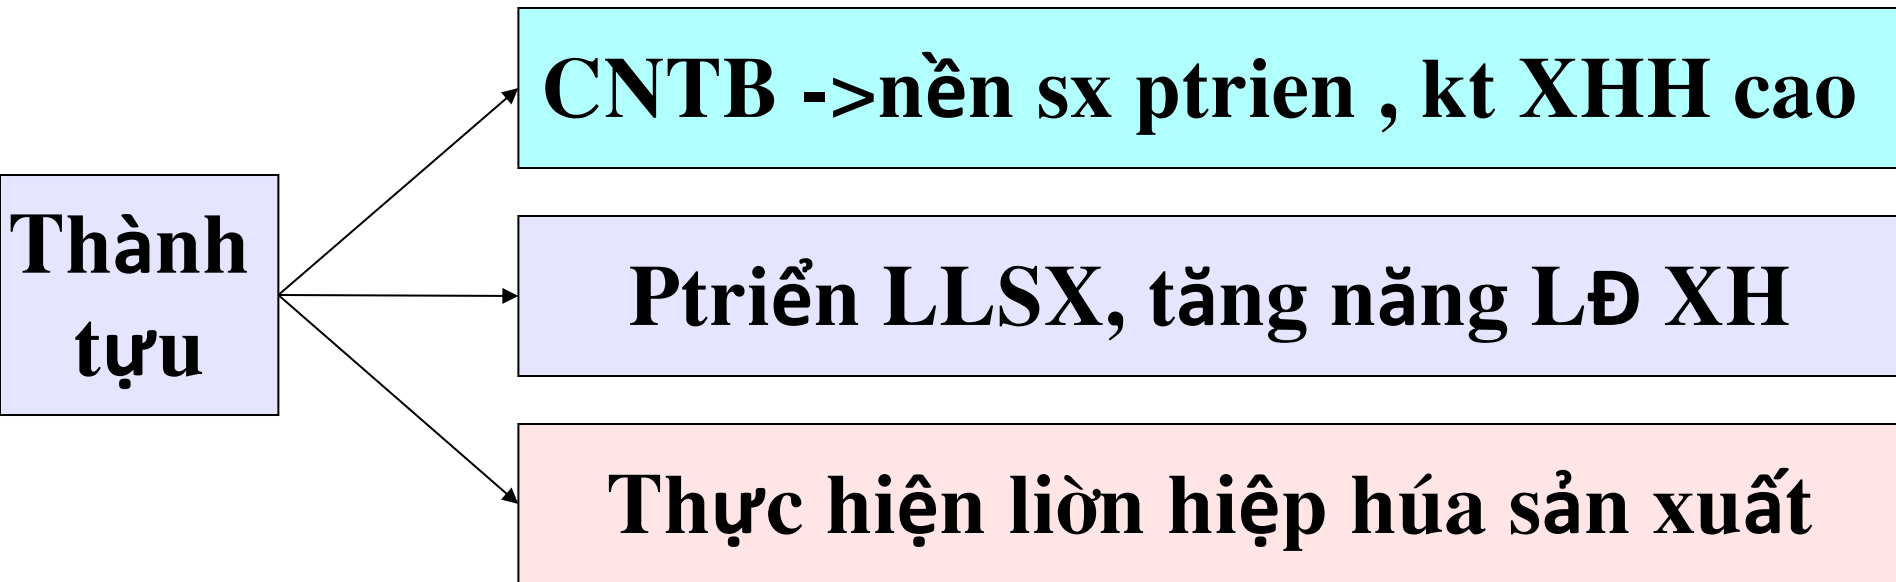 Thành
tựu
CNTB ->nền sx ptrien , kt XHH cao
Ptriển LLSX, tăng năng LĐ XH
Thực hiện liờn hiệp húa sản xuất